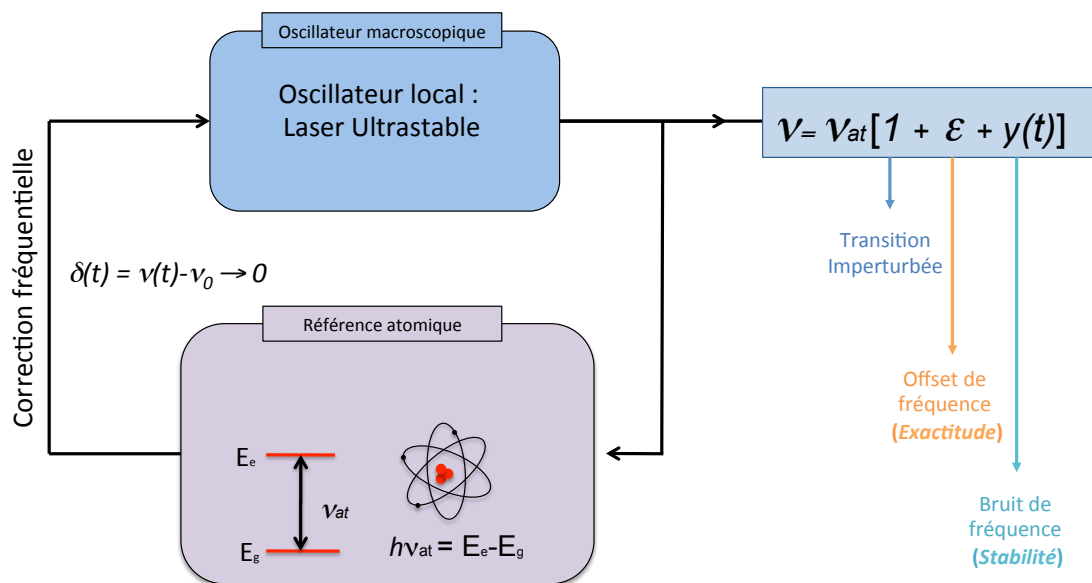 Oscillateur macroscopique
Oscillateur local :
Laser Ultrastable
ν= νat[1 + ε + y(t)]
Transition
Imperturbée
Offset de
fréquence
(Exactitude)
Bruit de
fréquence
(Stabilité)
Correction fréquentielle
δ(t) = ν(t)-ν0 → 0
Référence atomique
Ee
νat
Eg
hνat = Ee-Eg